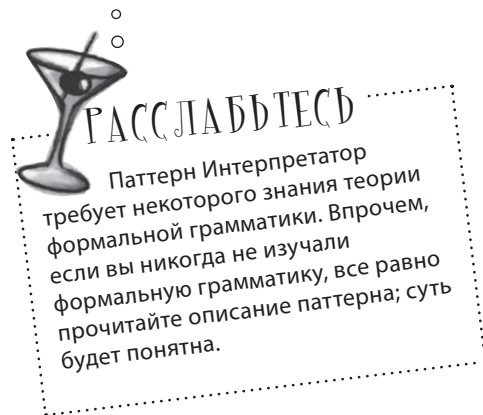 РАССЛАБЬТЕСЬ
Паттерн Интерпретатор
требует некоторого знания теории
формальной грамматики. Впрочем,
если вы никогда не изучали
формальную грамматику, все равно
прочитайте описание паттерна; суть
будет понятна.